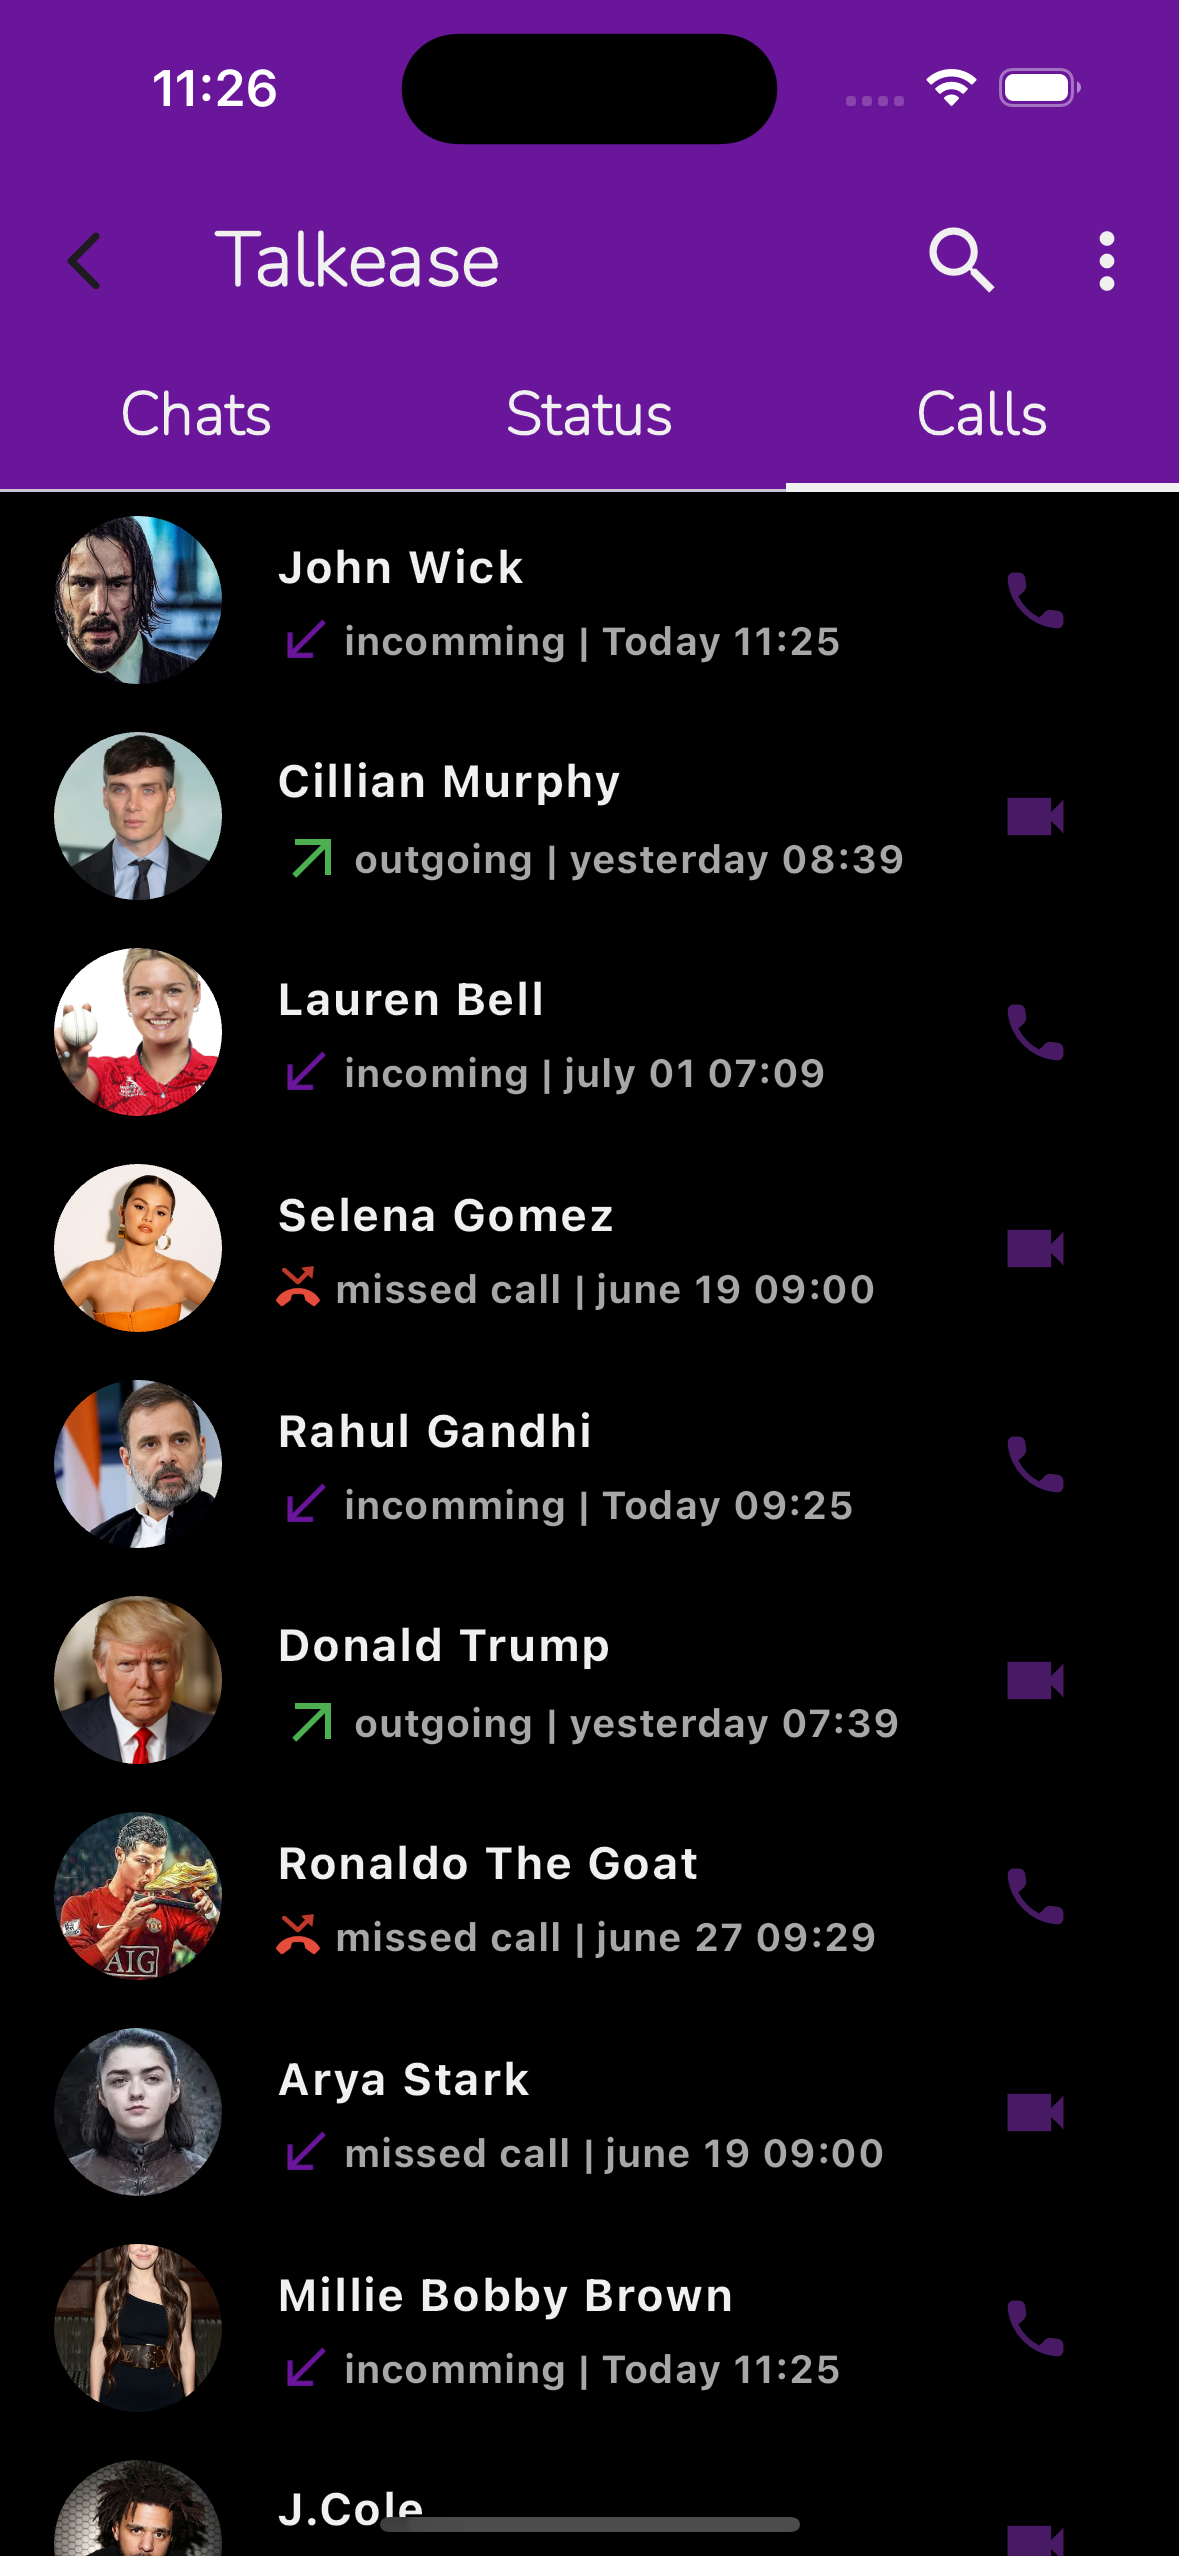 11:26
Talkease
Chats Status Calls
John Wick
incomming | Today 11:25
Cillian Murphy
outgoing | yesterday 08:39
Lauren Bell
incoming | july 01 07:09
Selena Gomez
missed call | june 19 09:00
Rahul Gandhi
incomming | Today 09:25
Donald Trump
outgoing | yesterday 07:39
AIG
Ronaldo The Goat
missed call | june 27 09:29
Arya Stark
missed call | june 19 09:00
Millie Bobby Brown
incomming | Today 11:25
J.Cole